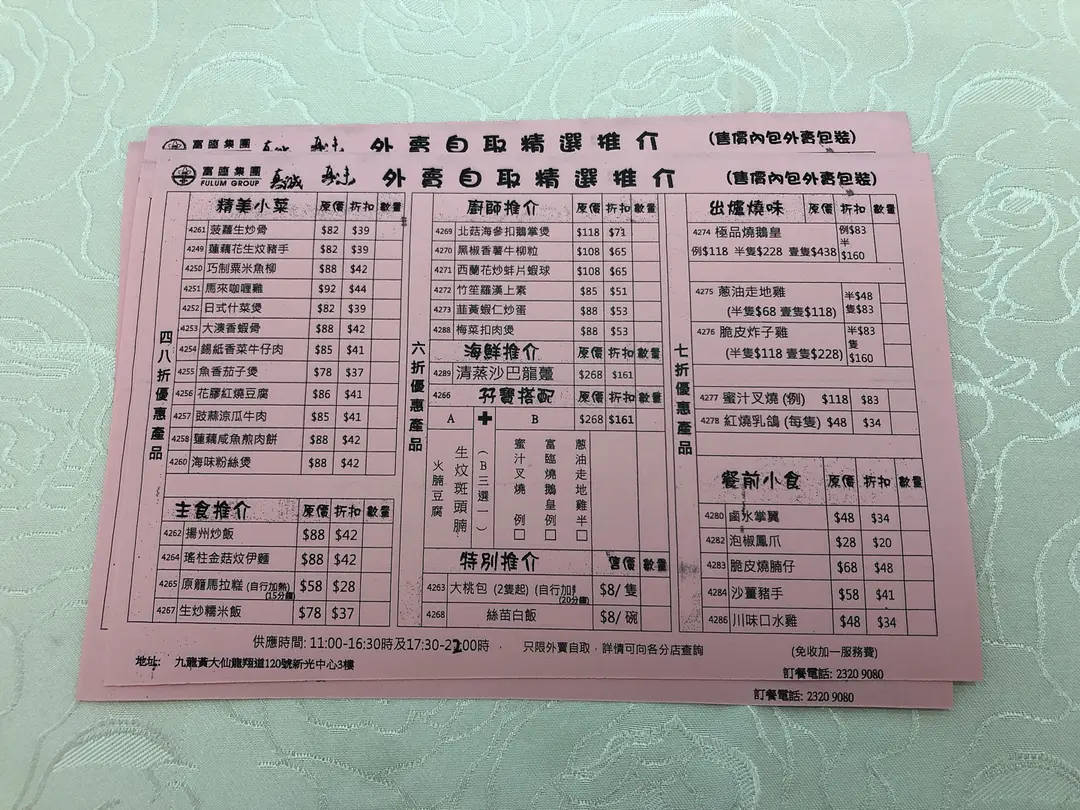 富臨集團 外賣自取精選推介 (售價內包外賣包裝)
富臨集團 FULUM GROUP 外賣自取精選推介 (售價內包外賣包裝)
四八折優惠產品
精美小菜 原價 折扣 數量
4261 菠蘿生炒骨 $82 $39
4249 蓮藕花生炆豬手 $82 $39
4250 巧制粟米魚柳 $88 $42
4251 馬來咖喱雞 $92 $44
4252 日式什菜煲 $82 $39
4253 大澳香蝦骨 $88 $42
4254 錫紙香菜牛仔肉 $85 $41
4255 魚香茄子煲 $78 $37
4256 花膠紅燒豆腐 $86 $41
4257 豉蒜涼瓜牛肉 $85 $41
4258 蓮藕咸魚煎肉餅 $88 $42
4260 海味粉絲煲 $88 $42
主食推介 原價 折扣 數量
4262 揚州炒飯 $88 $42
4264 瑤柱金菇炆伊麵 $88 $42
4265 原籠馬拉糕 (自行加熱) $58 $28
(15分鐘)
4267 生炒糯米飯 $78 $37
六折優惠產品
廚師推介 原價 折扣 數量
4269 北菇海參扣鵝掌煲 $118 $71
4270 黑椒香薯牛柳粒 $108 $65
4271 西蘭花炒蚌片蝦球 $108 $65
4272 竹笙羅漢上素 $85 $51
4273 韮黃蝦仁炒蛋 $88 $53
4288 梅菜扣肉煲 $88 $53
海鮮推介 原價 折扣 數量
4289 清蒸沙巴龍躉 $268 $161
4266 孖寶搭配 原價 折扣 數量
A + B $268 $161
火腩豆腐
生炆斑頭腩
(B三選一)
蜜汁叉燒 例□
富臨燒鵝皇例□
蔥油走地雞半□
特別推介 售價 數量
4263 大桃包 (2隻起) (自行加 $8/ 隻
(20分鐘)
4268 絲苗白飯 $8/ 碗
七折優惠產品
出爐燒味 原價 折扣 數量
4274 極品燒鵝皇 例$83
半
例$118 半隻$228 壹隻$438 $160
4275 蔥油走地雞 半$48
(半隻$68 壹隻$118) 隻$83
4276 脆皮炸子雞 半$83
隻
(半隻$118 壹隻$228) $160
4277 蜜汁叉燒 (例) $118 $83
4278 紅燒乳鴿 (每隻) $48 $34
餐前小食 原價 折扣 數量
4280 鹵水掌翼 $48 $34
4282 泡椒鳳爪 $28 $20
4283 脆皮燒腩仔 $68 $48
4284 沙薑豬手 $58 $41
4286 川味口水雞 $48 $34
供應時間: 11:00-16:30時及17:30-22:00時 , 只限外賣自取,詳情可向各分店查詢 (免收加一服務費)
地址: 九龍黃大仙龍翔道120號新光中心3樓 訂餐電話: 2320 9080
訂餐電話: 2320 9080